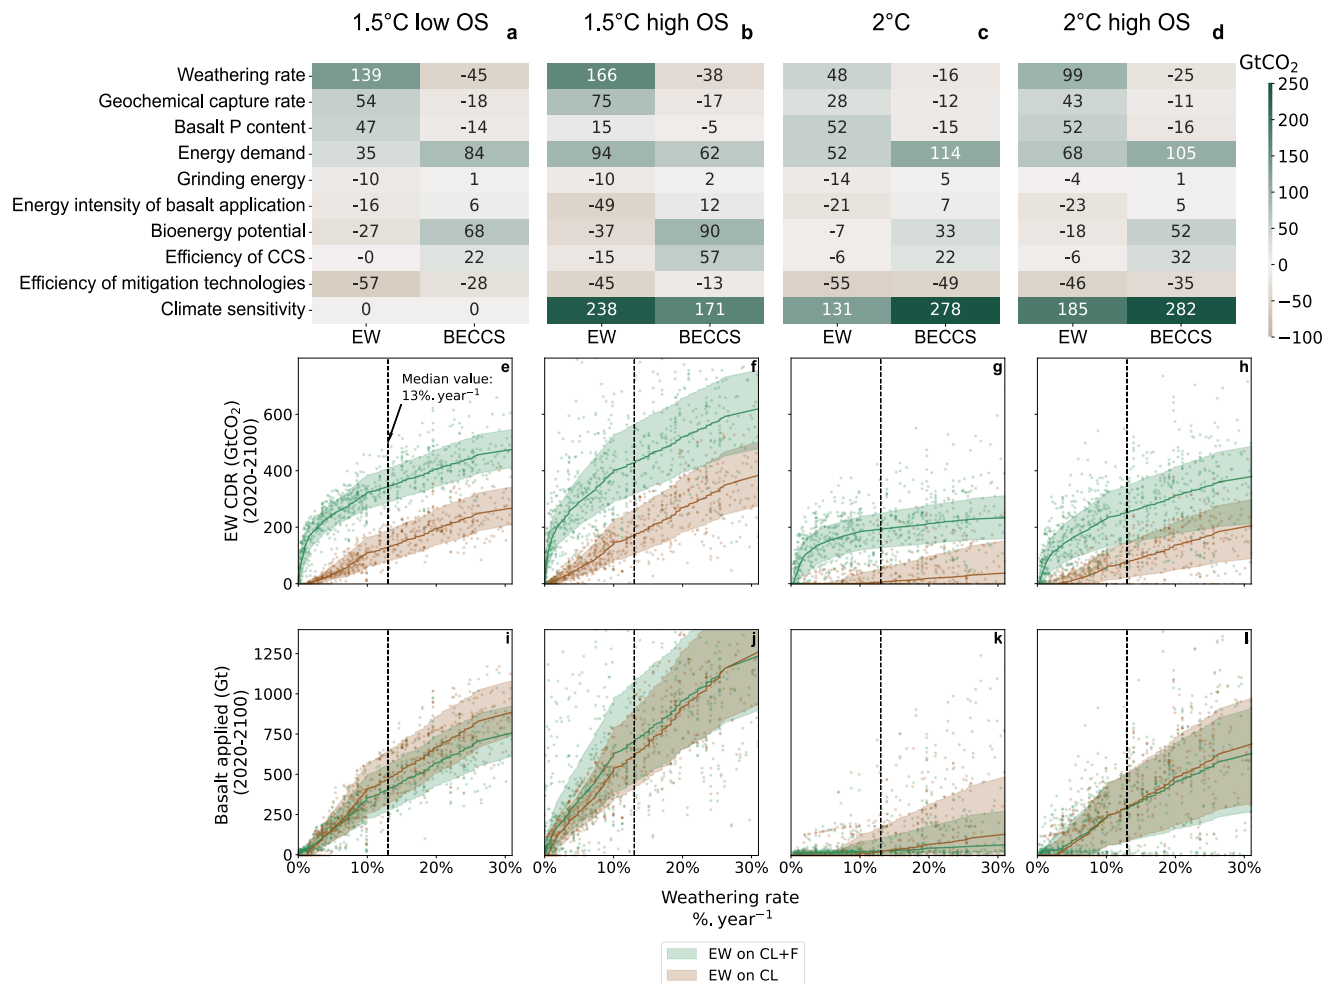 1.5°C low OS a 1.5°C high OS b 2°C c 2°C high OS d
GtCO2
Weathering rate 139 -45 166 -38 48 -16 99 -25
Geochemical capture rate 54 -18 75 -17 28 -12 43 -11
Basalt P content 47 -14 15 -5 52 -15 52 -16
Energy demand 35 84 94 62 52 114 68 105
Grinding energy -10 1 -10 2 -14 5 -4 1
Energy intensity of basalt application -16 6 -49 12 -21 7 -23 5
Bioenergy potential -27 68 -37 90 -7 33 -18 52
Efficiency of CCS -0 22 -15 57 -6 22 -6 32
Efficiency of mitigation technologies -57 -28 -45 -13 -55 -49 -46 -35
Climate sensitivity 0 0 238 171 131 278 185 282
EW BECCS EW BECCS EW BECCS EW BECCS
250
200
150
100
50
0
−50
−100
e f g h
Median value:
13%. year−1
EW CDR (GtCO2)
(2020-2100)
600
400
200
0
i j k l
Basalt applied (Gt)
(2020-2100)
1250
1000
750
500
250
0
0% 10% 20% 30% 0% 10% 20% 30% 0% 10% 20% 30% 0% 10% 20% 30%
Weathering rate
%. year−1
EW on CL+F
EW on CL